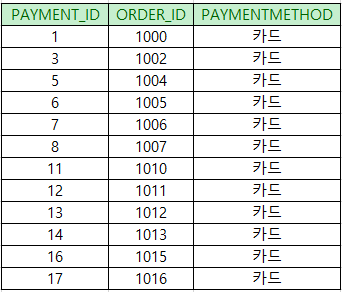 PAYMENT_ID ORDER_ID PAYMENTMETHOD
1 1000 카드
3 1002 카드
5 1004 카드
6 1005 카드
7 1006 카드
8 1007 카드
11 1010 카드
12 1011 카드
13 1012 카드
14 1013 카드
16 1015 카드
17 1016 카드